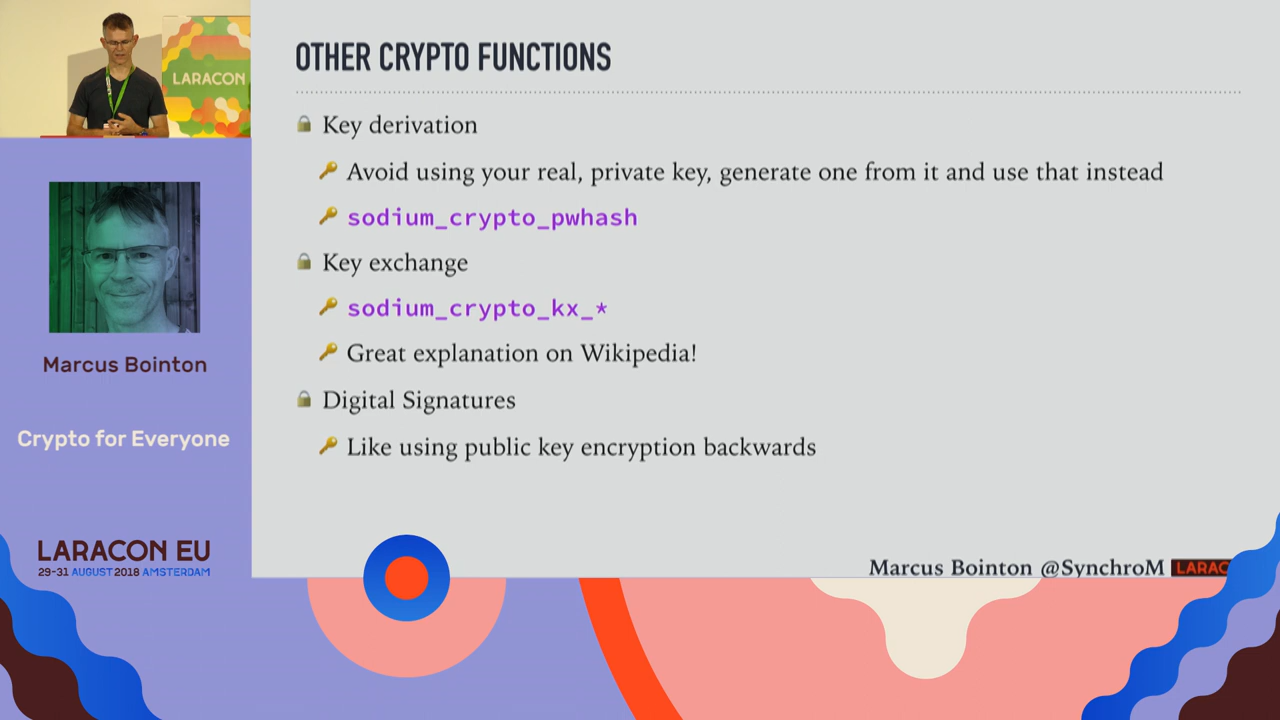 LARACON
Marcus Bointon
Crypto for Everyone
LARACON EU
29-31 AUGUST 2018 AMSTERDAM
OTHER CRYPTO FUNCTIONS
Key derivation
Avoid using your real, private key, generate one from it and use that instead
sodium_crypto_pwhash
Key exchange
sodium_crypto_kx_*
Great explanation on Wikipedia!
Digital Signatures
Like using public key encryption backwards
Marcus Bointon @SynchroM LARAC